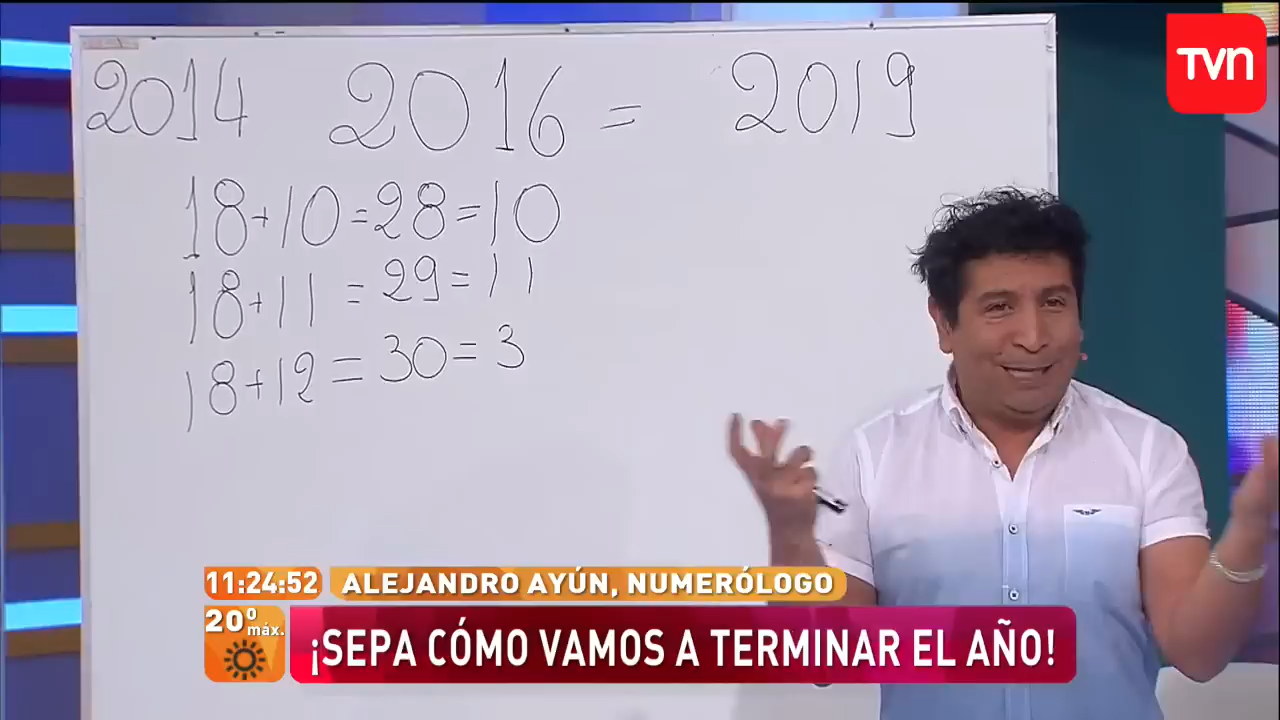 TVN
2014 2016 = 2019
18+10=28=10
18+11=29=11
18+12=30=3
11:24:52 ALEJANDRO AYÚN, NUMERÓLOGO
20º máx.
¡SEPA CÓMO VAMOS A TERMINAR EL AÑO!